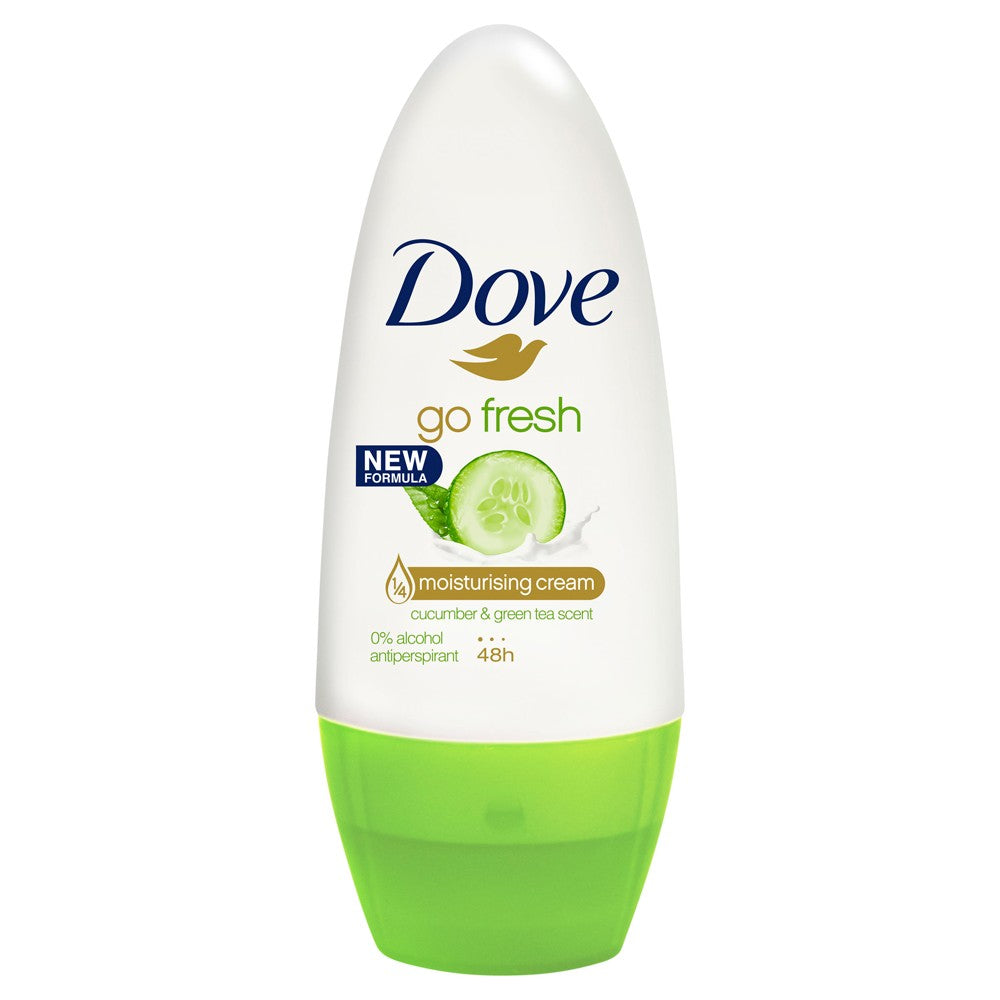 Dove
go fresh
NEW
FORMULA
1/4 moisturising cream
cucumber & green tea scent
0% alcohol
antiperspirant 48h